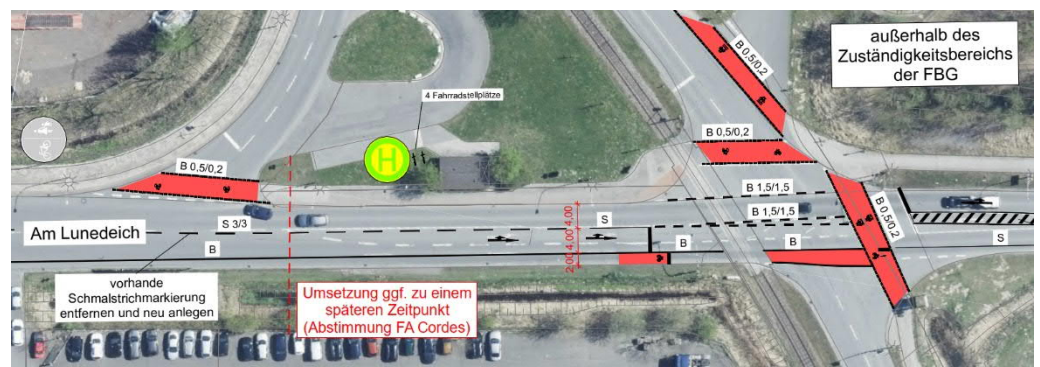 B 0,5/0,2
außerhalb des
Zuständigkeitsbereichs
der FBG
4 Fahrradstellplätze
H
B 0,5/0,2
B 0,5/0,2
B 1,5/1,5
B 1,5/1,5
B 0,5/0,2
S 3/3
S
Am Lunedeich
B
B
B
S
2,00
4,00
4,00
vorhande
Schmalstrichmarkierung
entfernen und neu anlegen
Umsetzung ggf. zu einem
späteren Zeitpunkt
(Abstimmung FA Cordes)